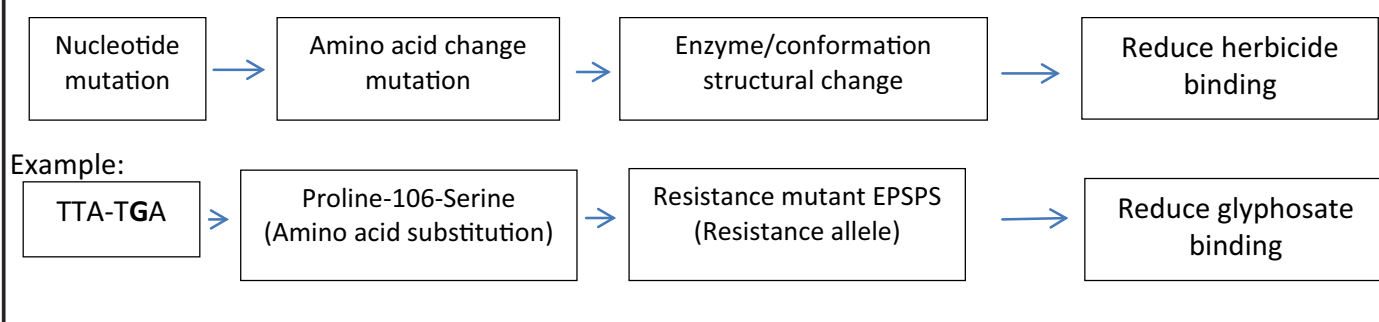 Nucleotide
mutation
Amino acid change
mutation
Enzyme/conformation
structural change
Reduce herbicide
binding
Example:
TTA-TGA
Proline-106-Serine
(Amino acid substitution)
Resistance mutant EPSPS
(Resistance allele)
Reduce glyphosate
binding